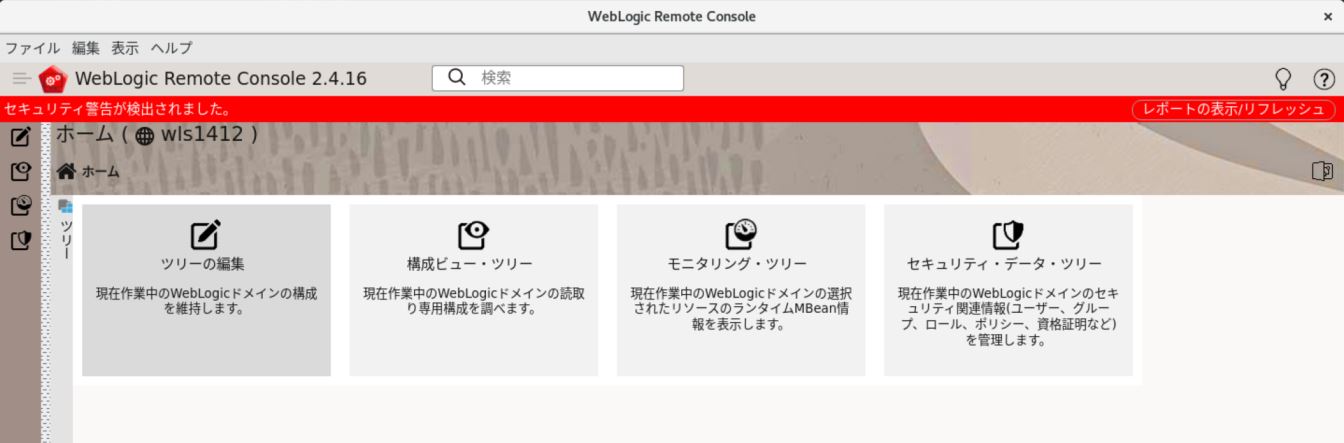 WebLogic Remote Console
ファイル 編集 表示 ヘルプ
WebLogic Remote Console 2.4.16
検索
セキュリティ警告が検出されました。
レポートの表示/リフレッシュ
ホーム ( wls1412 )
ホーム
ツリー
ツリーの編集
現在作業中のWebLogicドメインの構成
を維持します。
構成ビュー・ツリー
現在作業中のWebLogicドメインの読取
り専用構成を調べます。
モニタリング・ツリー
現在作業中のWebLogicドメインの選択
されたリソースのランタイムMBean情
報を表示します。
セキュリティ・データ・ツリー
現在作業中のWebLogicドメインのセキ
ュリティ関連情報(ユーザー、グルー
プ、ロール、ポリシー、資格証明など)
を管理します。